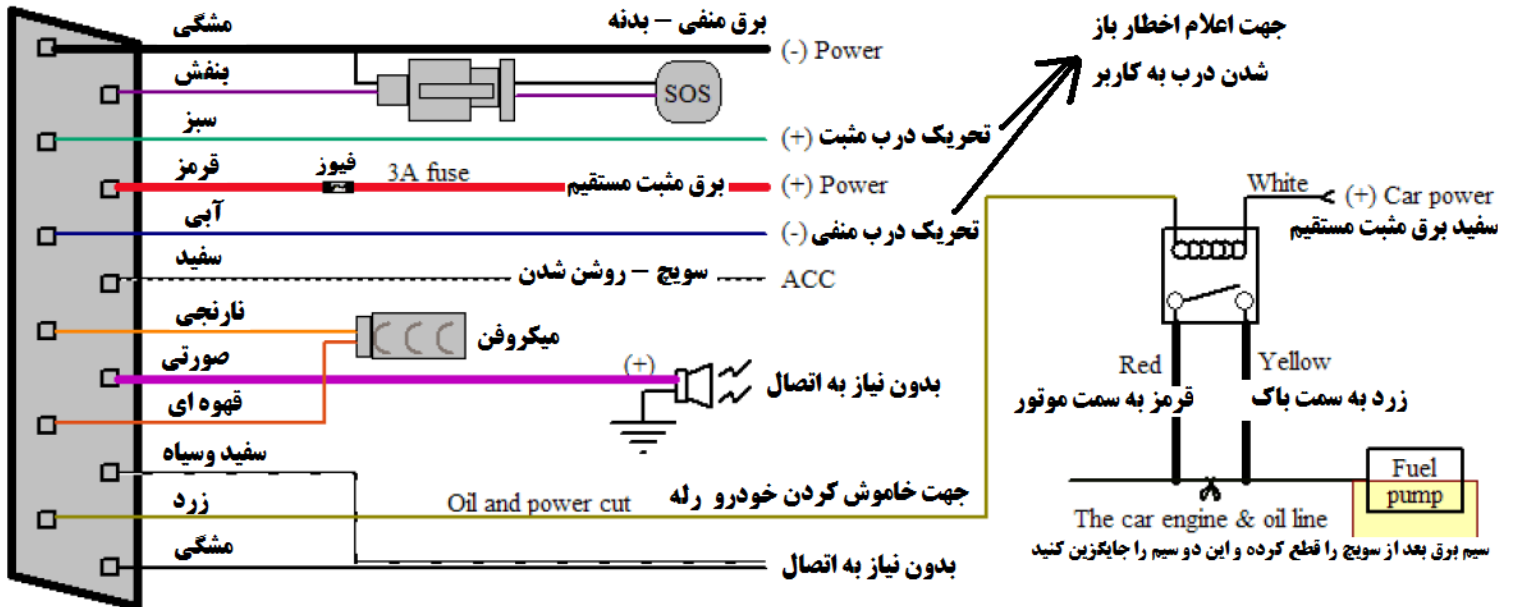 مشگی
برق منفی – بدنه
(-) Power
بنفش
SOS
سبز
تحریک درب مثبت (+)
جهت اعلام اخطار باز
شدن درب به کاربر
قرمز
فیوز
3A fuse
برق مثبت مستقیم
(+) Power
آبی
تحریک درب منفی (-)
سفید
سویچ – روشن شدن
ACC
نارنجی
میکروفن
صورتی
(+)
بدون نیاز به اتصال
قهوه ای
سفید وسیاه
زرد
Oil and power cut
جهت خاموش کردن خودرو رله
مشگی
بدون نیاز به اتصال
White
(+) Car power
سفید برق مثبت مستقیم
Red
Yellow
قرمز به سمت موتور
زرد به سمت باک
Fuel
pump
The car engine & oil line
سیم برق بعد از سویچ را قطع کرده و این دو سیم را جایگزین کنید